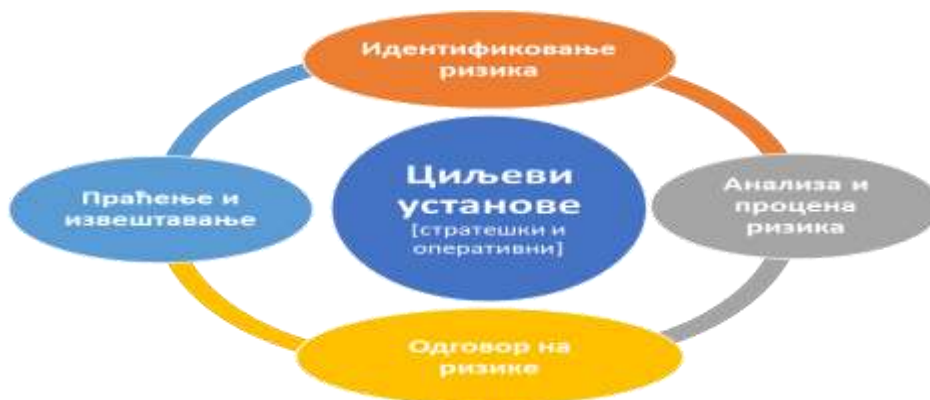 Идентификовање
ризика
Циљеви
установе
[стратешки и
оперативни]
Анализа и
процена
ризика
Праћење и
извештавање
Одговор на
ризике